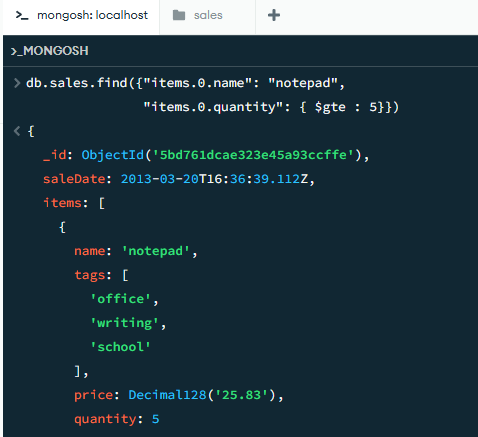 >_ mongosh: localhost sales +
>_MONGOSH
> db.sales.find({"items.0.name": "notepad",
"items.0.quantity": { $gte : 5}})
< {
_id: ObjectId('5bd761dcae323e45a93ccffe'),
saleDate: 2013-03-20T16:36:39.112Z,
items: [
{
name: 'notepad',
tags: [
'office',
'writing',
'school'
],
price: Decimal128('25.83'),
quantity: 5